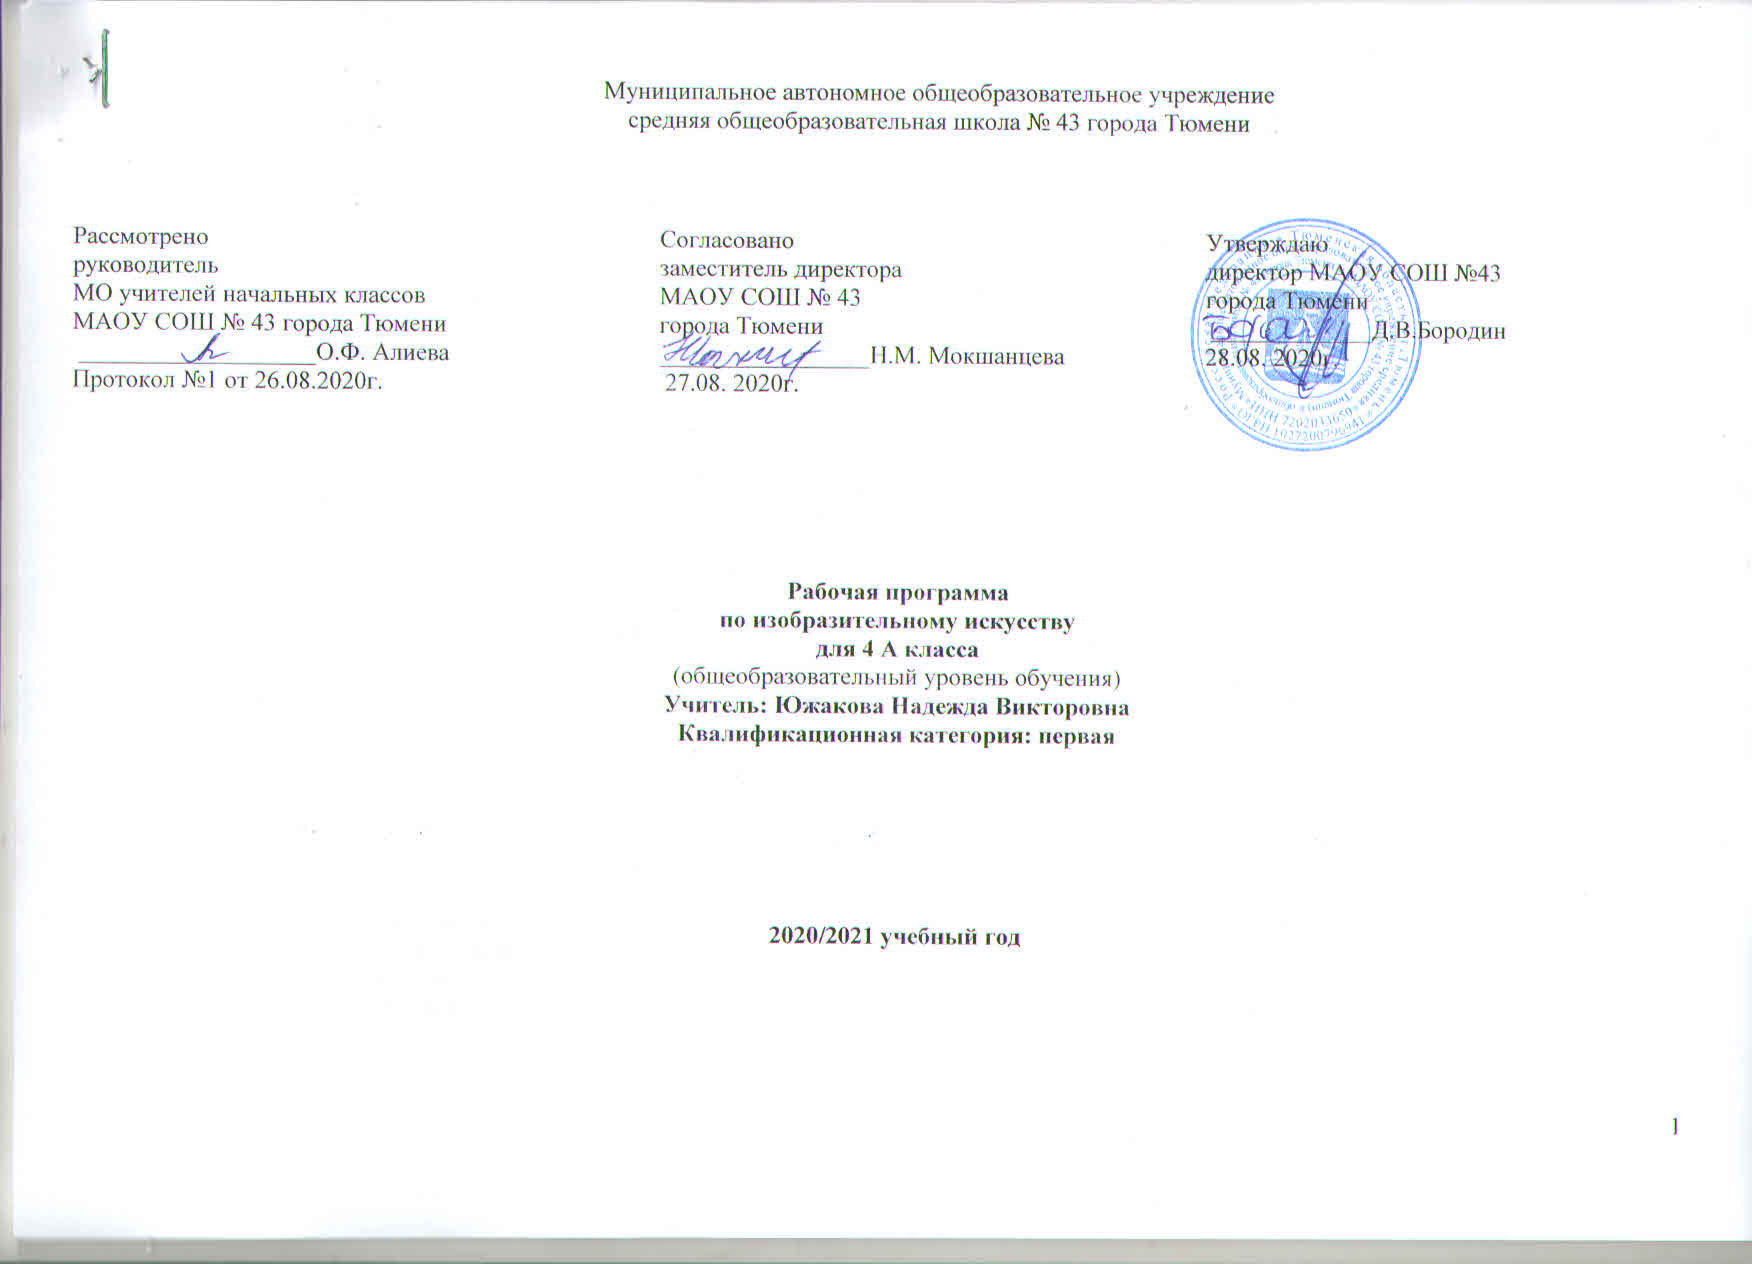 Муниципальное автономное общеобразовательное учреждение
средняя общеобразовательная школа № 43 города Тюмени
Рассмотрено
руководитель
МО учителей начальных классов
МАОУ СОШ № 43 города Тюмени
О.Ф. Алиева
Протокол №1 от 26.08.2020г.
Согласовано
заместитель директора
МАОУ СОШ № 43
города Тюмени
Н.М. Мокшанцева
27.08. 2020г.
Утверждаю
директор МАОУ СОШ №43
города Тюмени
Д.В.Бородин
28.08. 2020г.
ИНН 7202033650
ОГРН 1027200796941
Рабочая программа
по изобразительному искусству
для 4 А класса
(общеобразовательный уровень обучения)
Учитель: Южакова Надежда Викторовна
Квалификационная категория: первая
2020/2021 учебный год
1